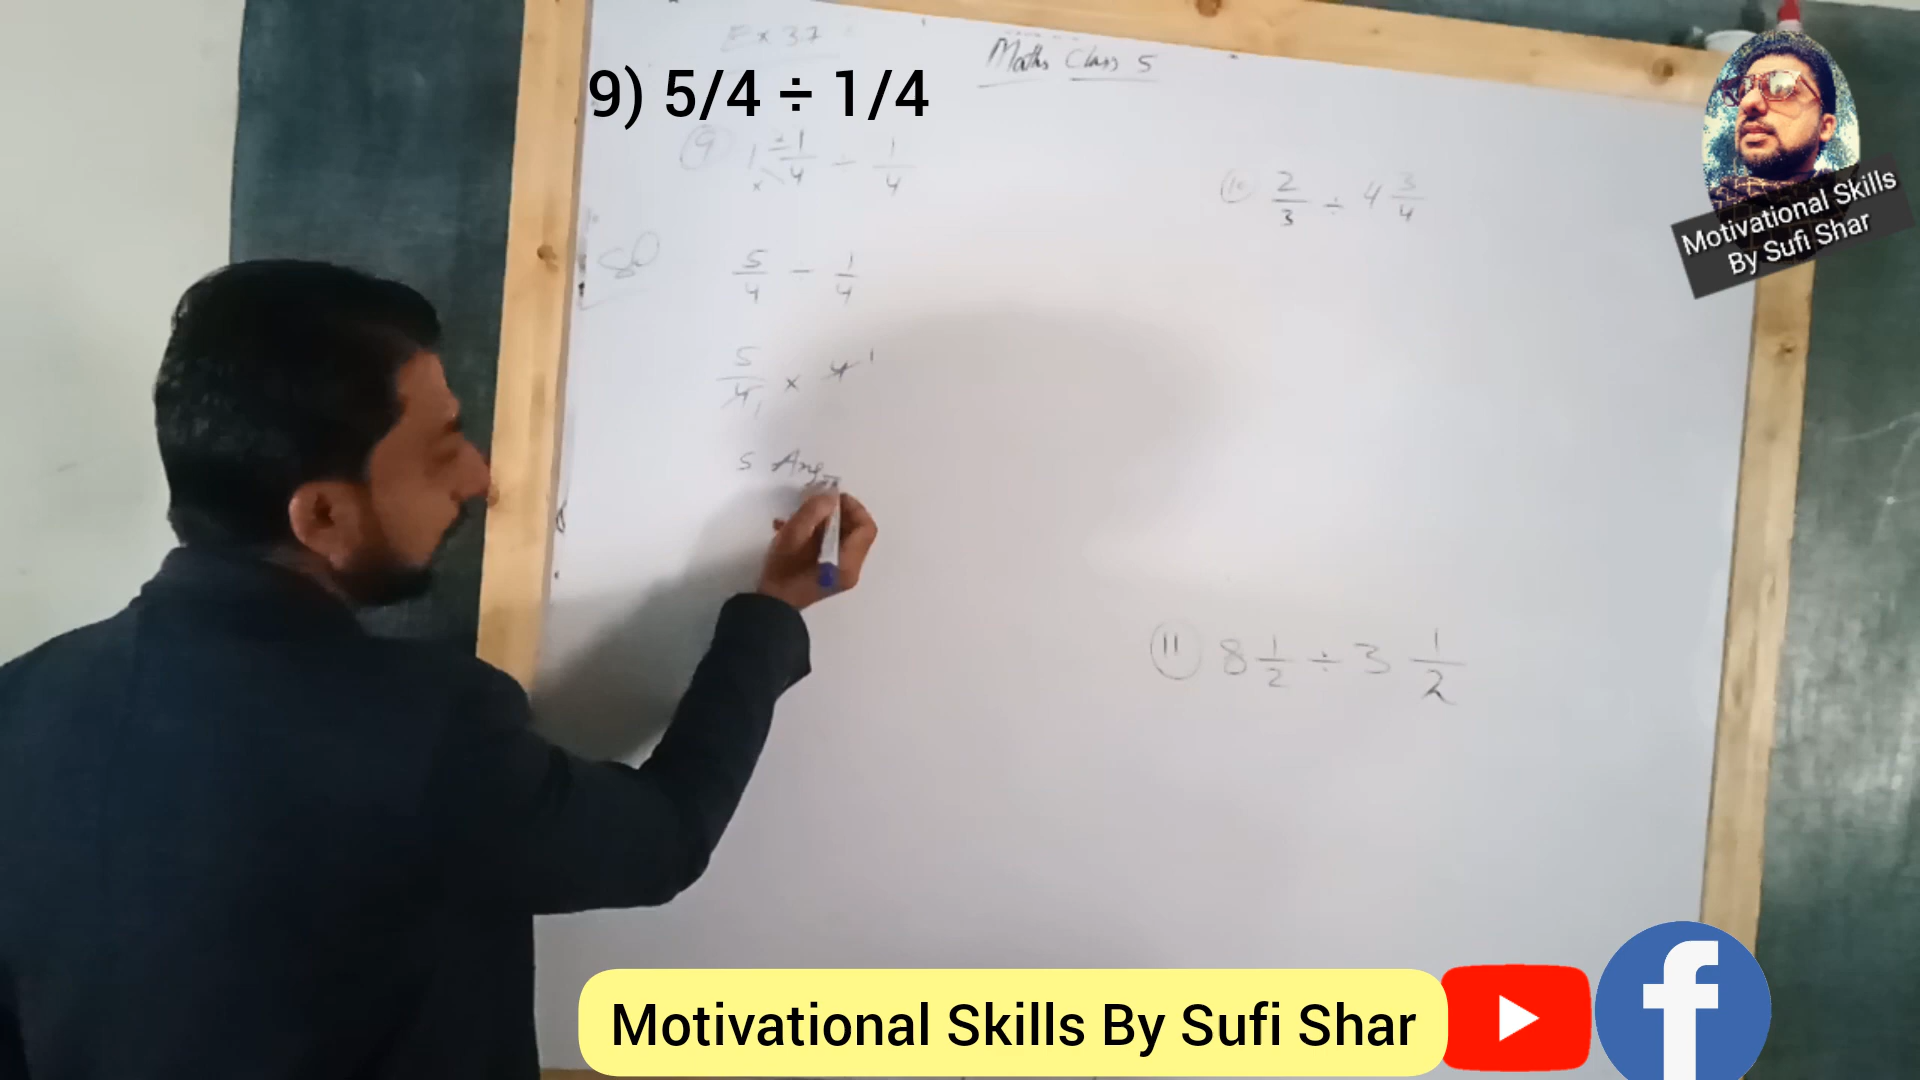 Ex 37
Maths Class 5
9) 5/4 ÷ 1/4
9 1 1/4 ÷ 1/4
10 2/3 ÷ 4 3/4
Sol
5/4 ÷ 1/4
5/4 1 × 4 1
5 Ans
11 8 1/2 ÷ 3 1/2
Motivational Skills
By Sufi Shar
Motivational Skills By Sufi Shar
f